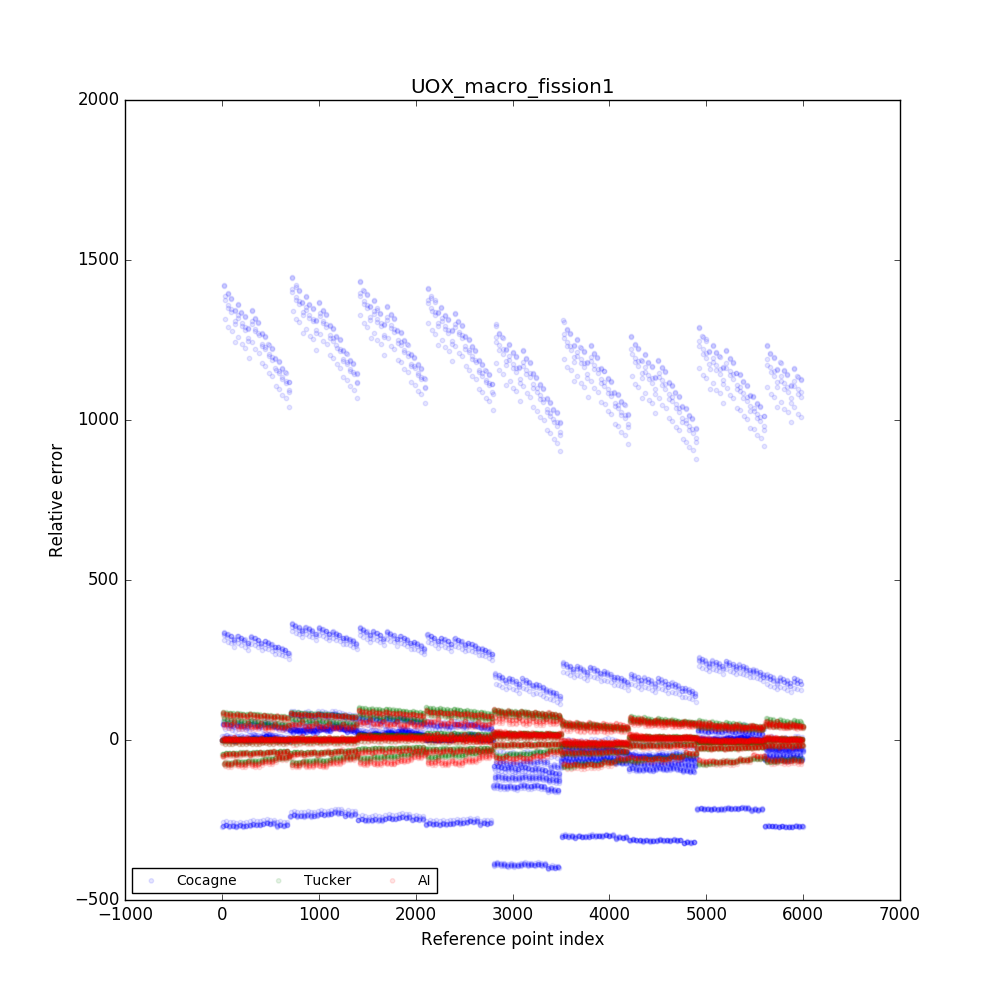 UOX_macro_fission1
2000
1500
1000
500
0
−500
Relative error
Cocagne Tucker AI
−1000 0 1000 2000 3000 4000 5000 6000 7000
Reference point index